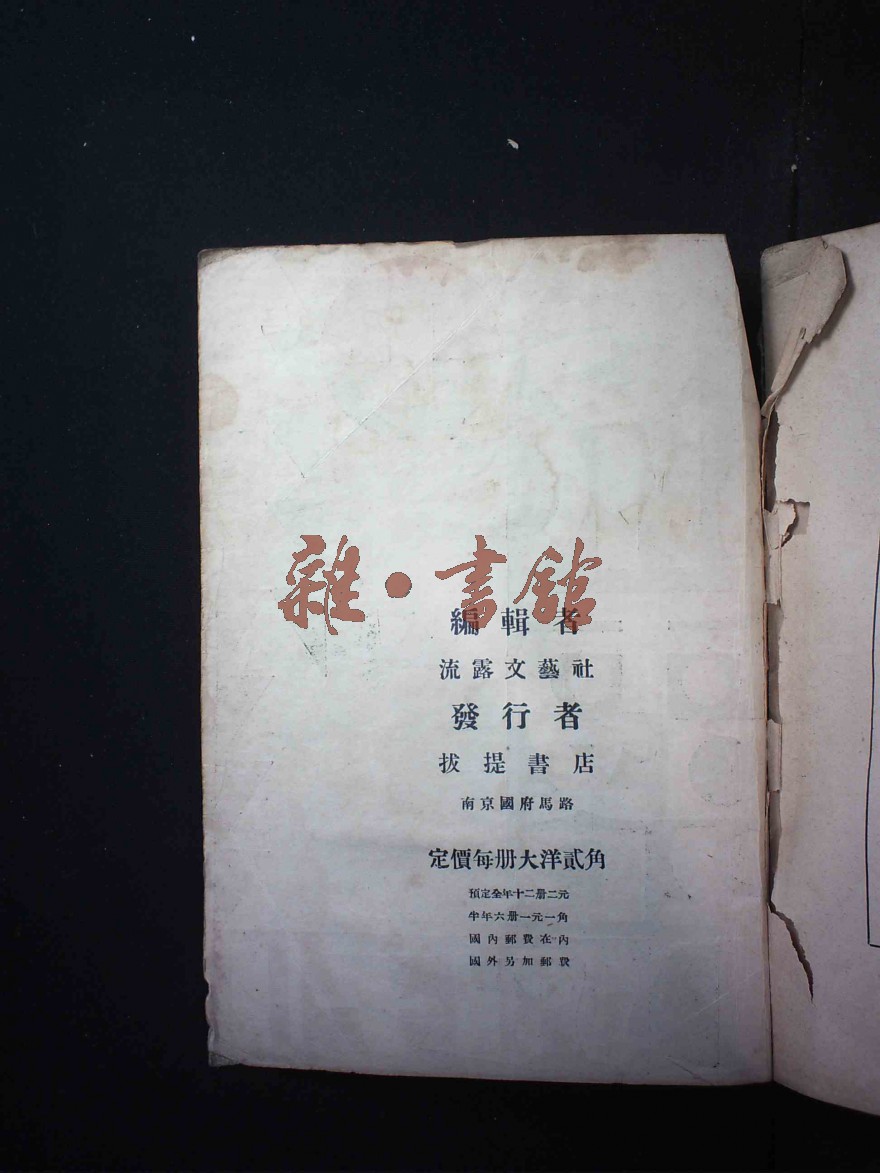 雜·書館
編輯者
流露文藝社
發行者
拔提書店
南京國府馬路
定價每册大洋貳角
預定全年十二册二元
半年六册一元一角
國內郵費在內
國外另加郵費